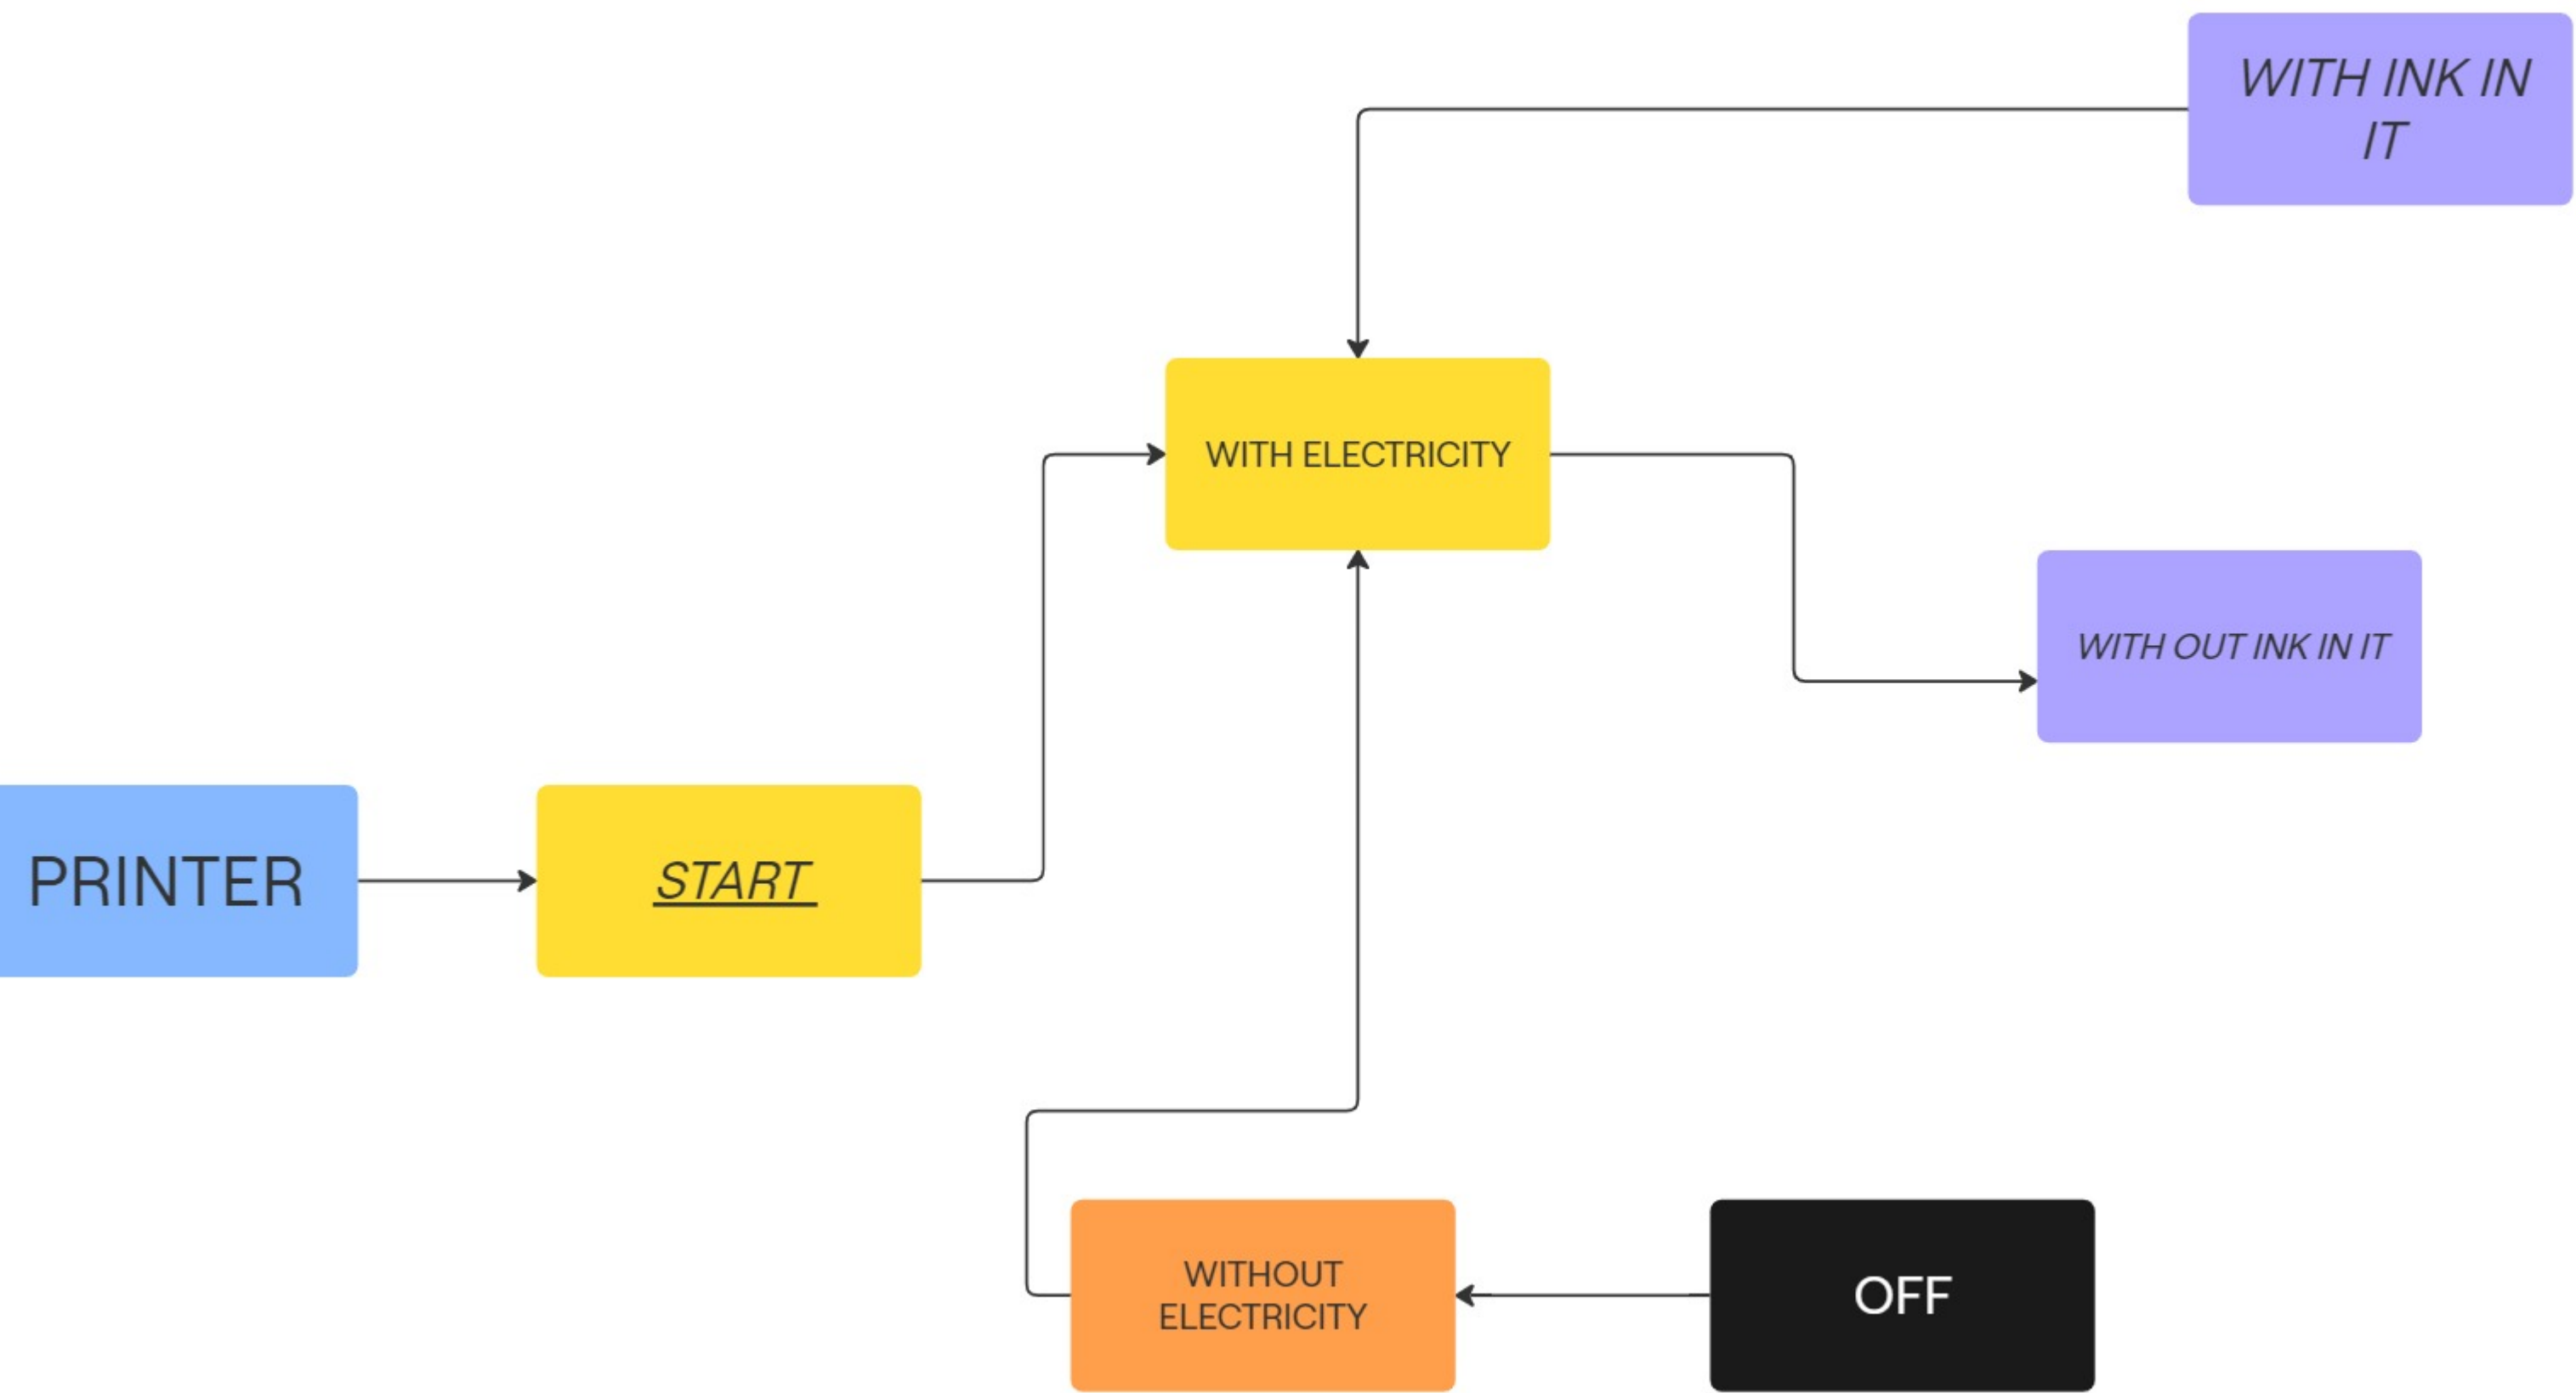 WITH INK IN
IT
WITH ELECTRICITY
WITH OUT INK IN IT
PRINTER
START
WITHOUT
ELECTRICITY
OFF